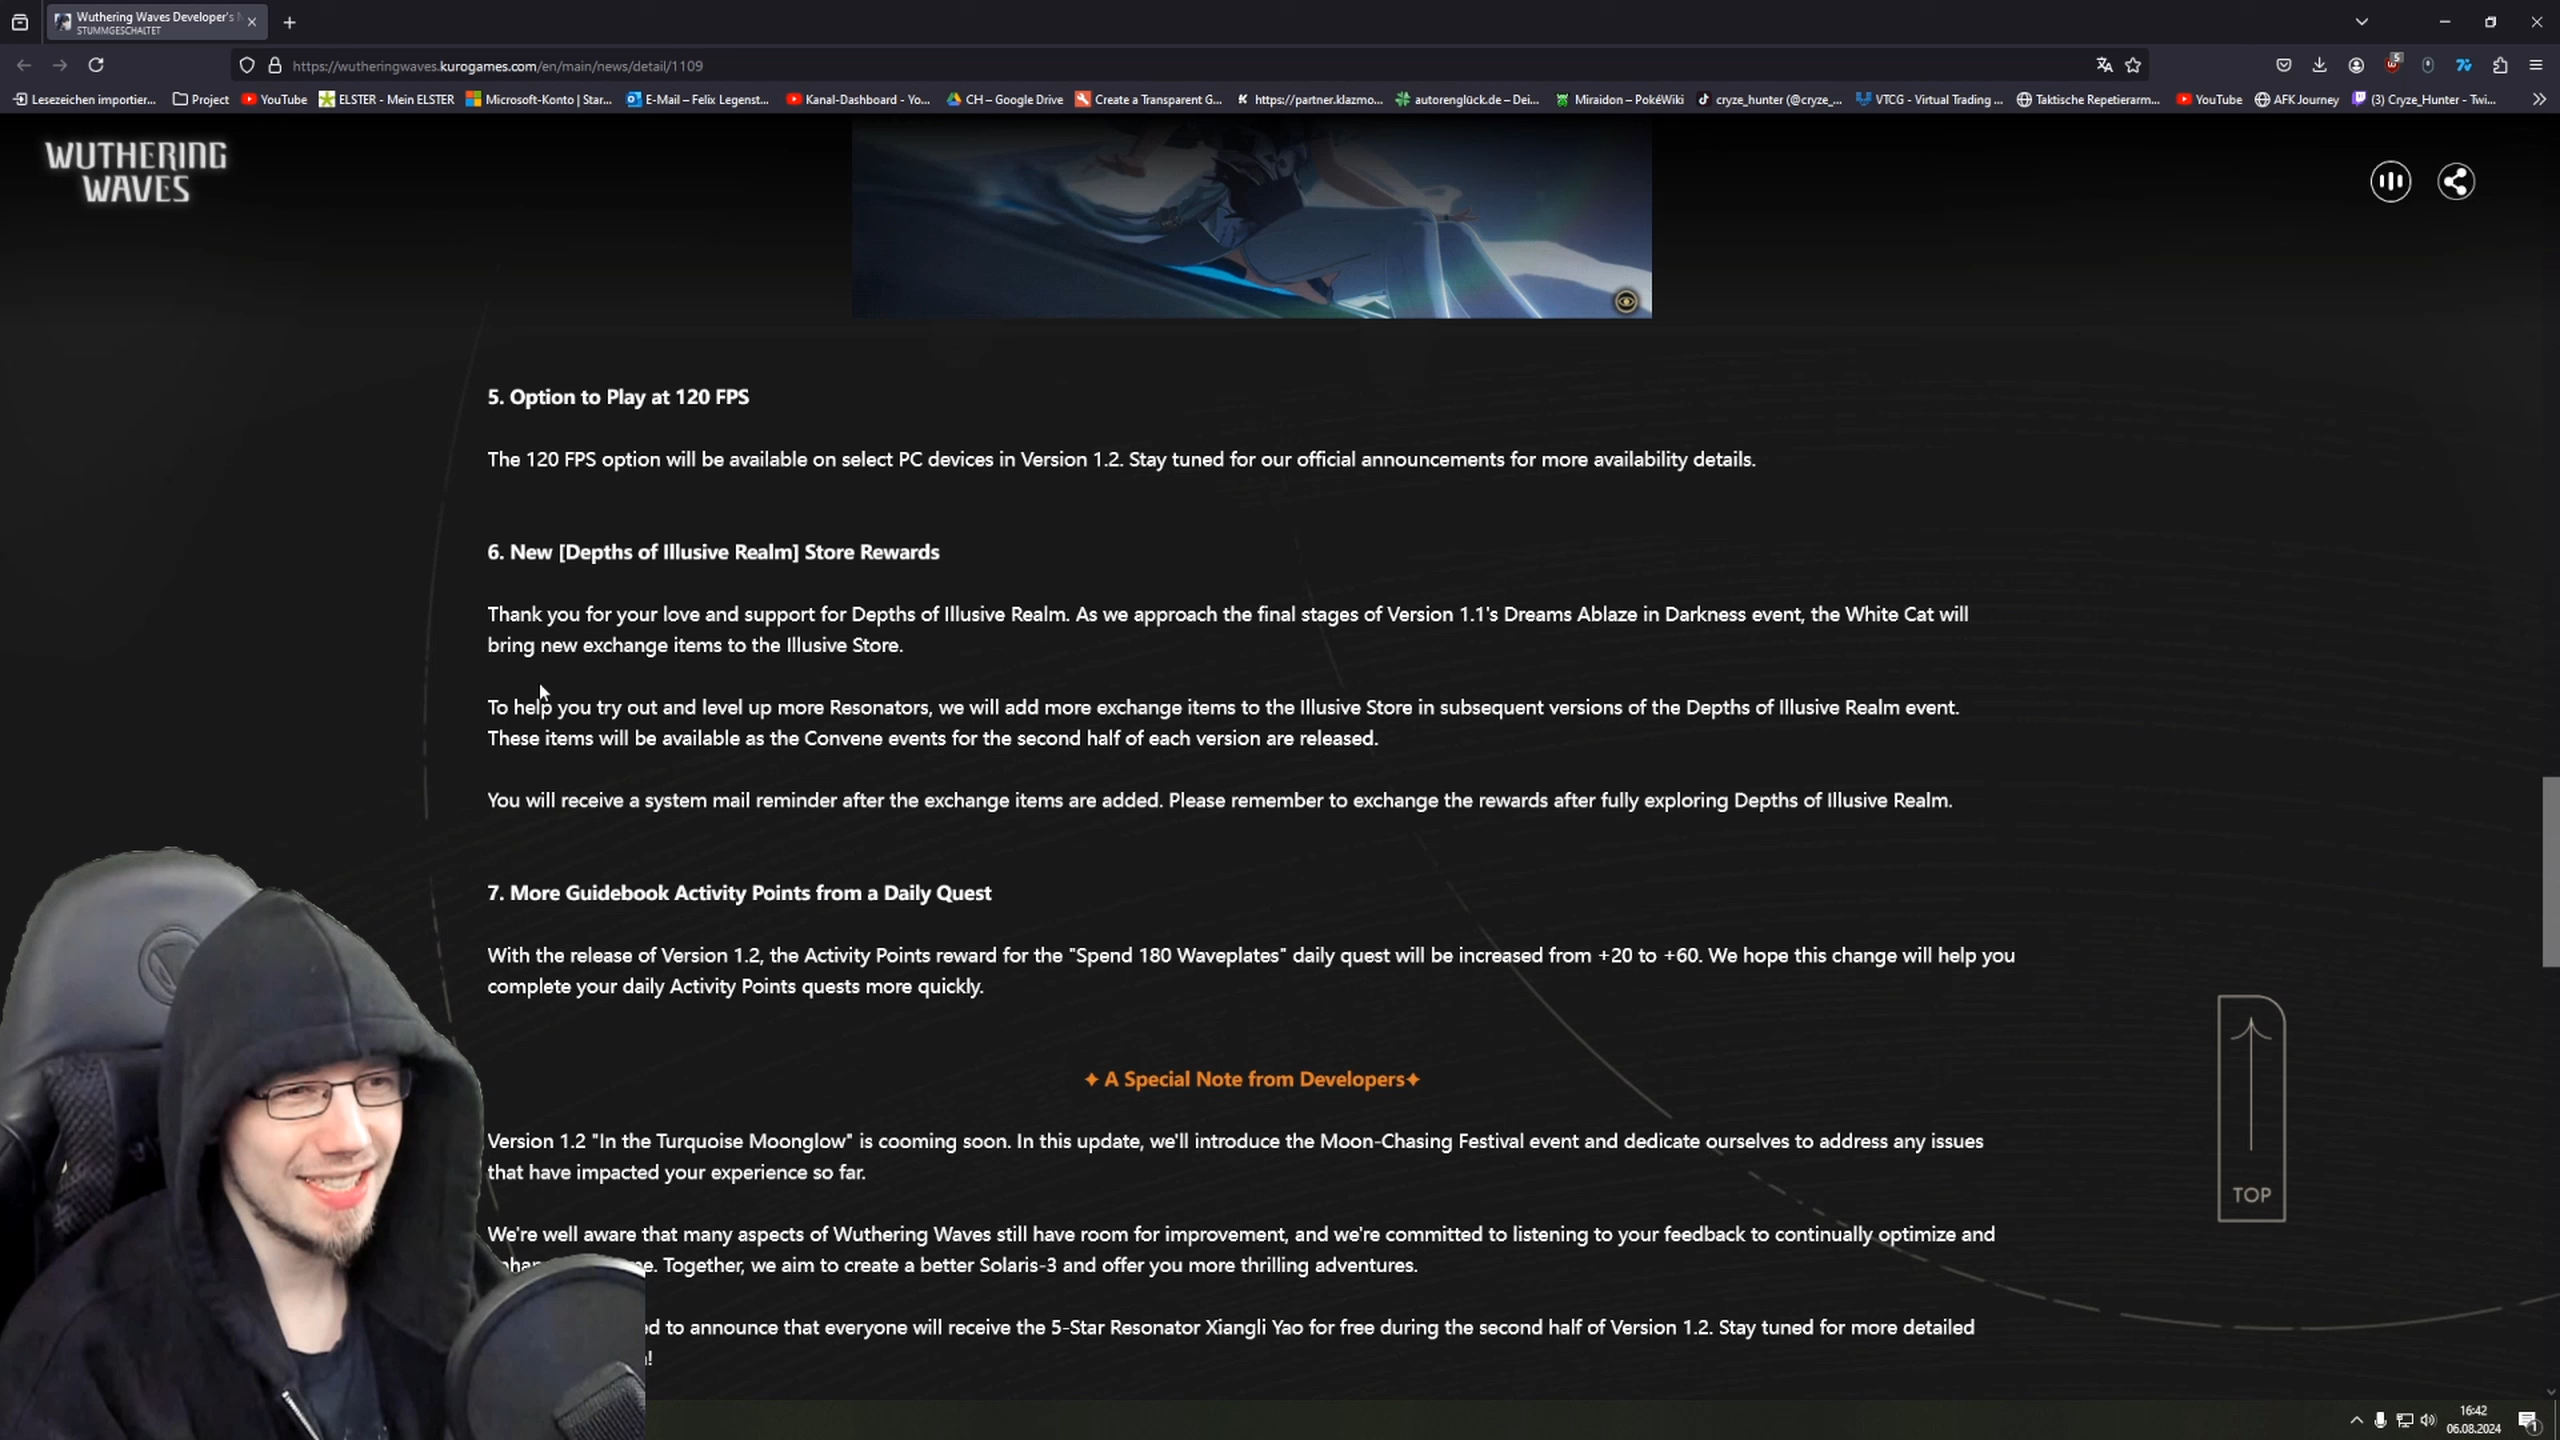 Wuthering Waves Developer's
STUMMGESCHALTET
https://wutheringwaves.kurogames.com/en/main/news/detail/1109
Lesezeichen importier... Project YouTube ELSTER - Mein ELSTER Microsoft-Konto | Star... E-Mail – Felix Legenst... Kanal-Dashboard - Yo... CH – Google Drive Create a Transparent G... https://partner.klazmo... autorenglück.de – Dei... Miraidon – PokéWiki cryze_hunter (@cryze_... VTCG - Virtual Trading ... Taktische Repetierarm... YouTube AFK Journey (3) Cryze_Hunter - Twi...
WUTHERING
WAVES
5. Option to Play at 120 FPS
The 120 FPS option will be available on select PC devices in Version 1.2. Stay tuned for our official announcements for more availability details.
6. New [Depths of Illusive Realm] Store Rewards
Thank you for your love and support for Depths of Illusive Realm. As we approach the final stages of Version 1.1's Dreams Ablaze in Darkness event, the White Cat will
bring new exchange items to the Illusive Store.
To help you try out and level up more Resonators, we will add more exchange items to the Illusive Store in subsequent versions of the Depths of Illusive Realm event.
These items will be available as the Convene events for the second half of each version are released.
You will receive a system mail reminder after the exchange items are added. Please remember to exchange the rewards after fully exploring Depths of Illusive Realm.
7. More Guidebook Activity Points from a Daily Quest
With the release of Version 1.2, the Activity Points reward for the "Spend 180 Waveplates" daily quest will be increased from +20 to +60. We hope this change will help you
complete your daily Activity Points quests more quickly.
✦ A Special Note from Developers✦
Version 1.2 "In the Turquoise Moonglow" is cooming soon. In this update, we'll introduce the Moon-Chasing Festival event and dedicate ourselves to address any issues
that have impacted your experience so far.
We're well aware that many aspects of Wuthering Waves still have room for improvement, and we're committed to listening to your feedback to continually optimize and
Together, we aim to create a better Solaris-3 and offer you more thrilling adventures.
to announce that everyone will receive the 5-Star Resonator Xiangli Yao for free during the second half of Version 1.2. Stay tuned for more detailed
TOP
16:42
06.08.2024